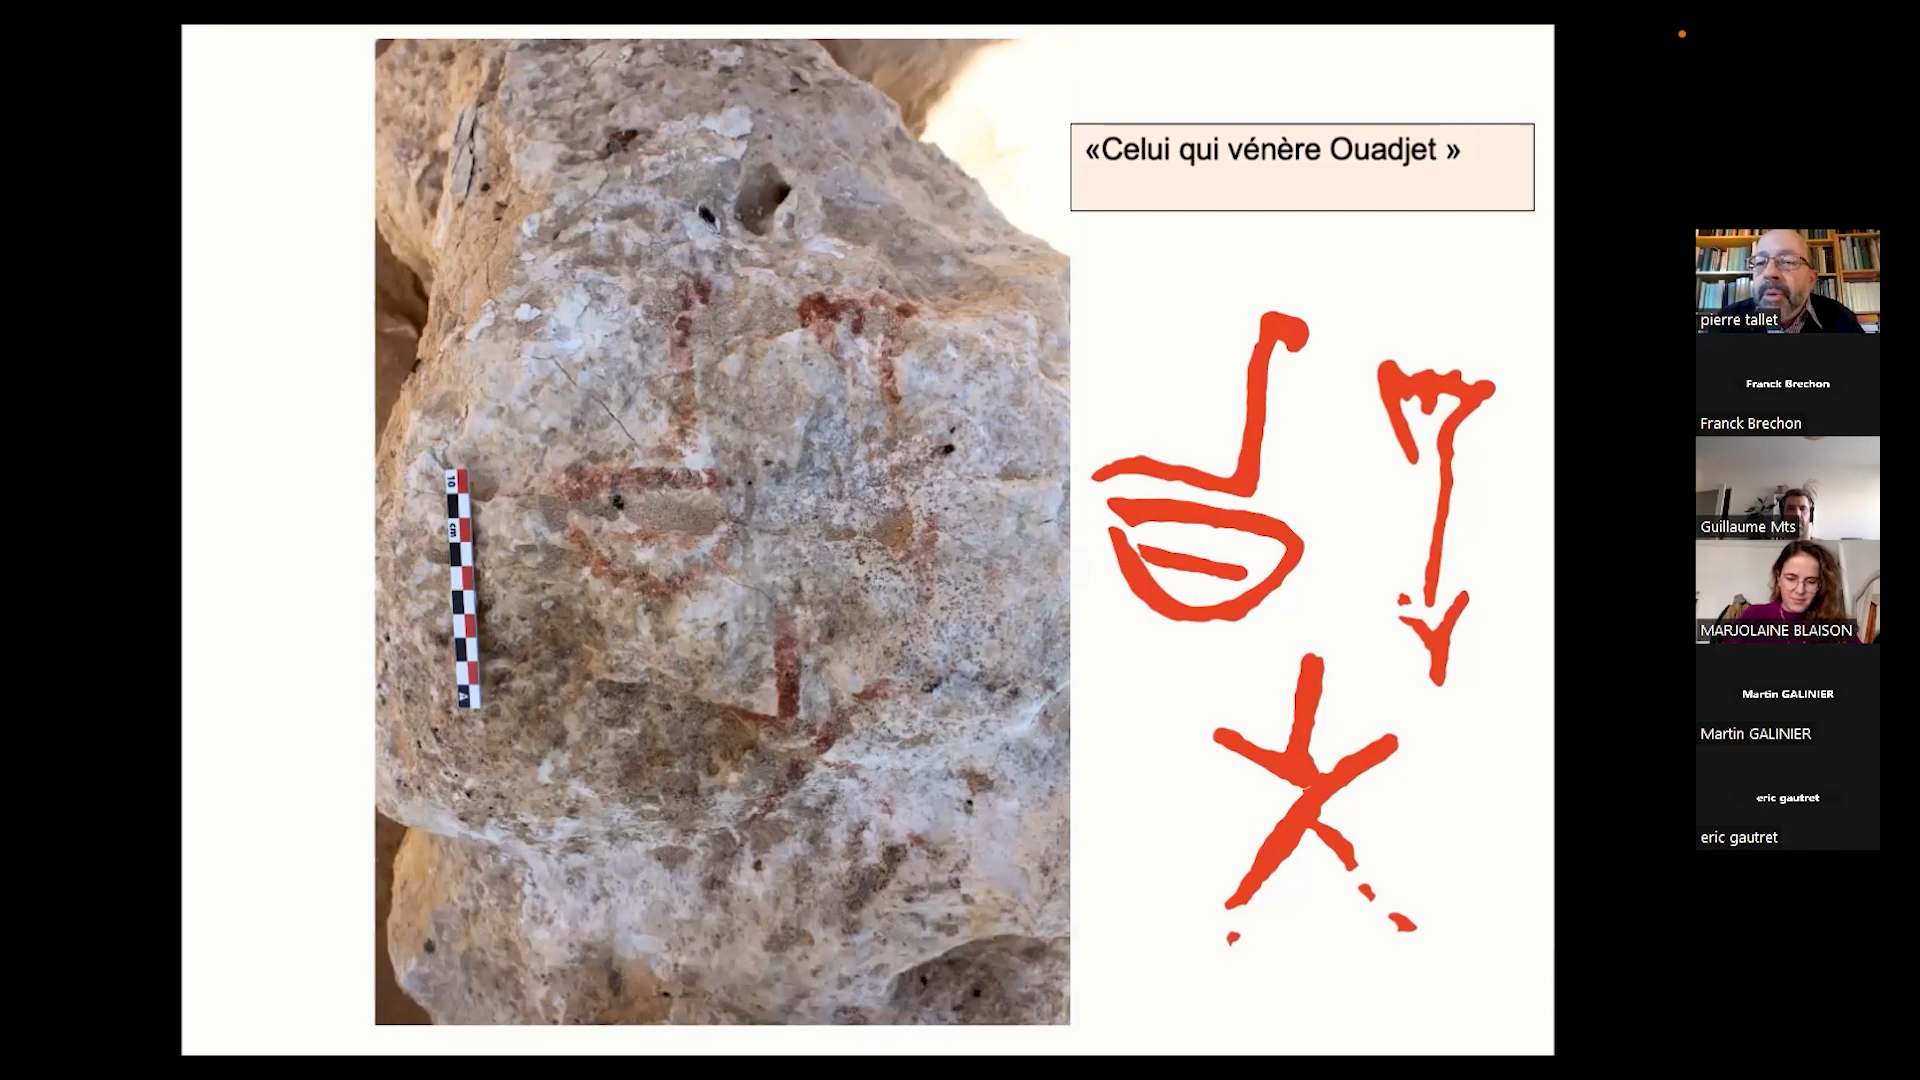 «Celui qui vénère Ouadjet »
10
cm
A
pierre tallet
Franck Brechon
Franck Brechon
Guillaume Mts
MARJOLAINE BLAISON
Martin GALINIER
Martin GALINIER
eric gautret
eric gautret